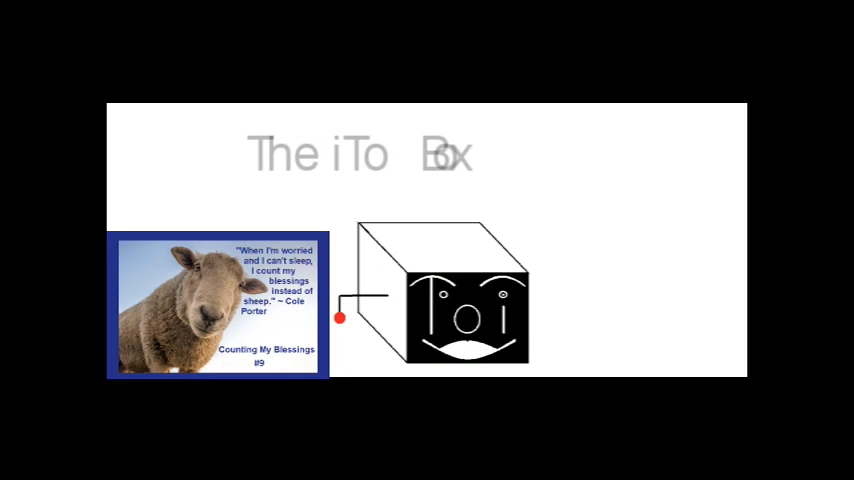 The iTo Box
"When I'm worried
and I can't sleep,
I count my
blessings
instead of
sheep." ~ Cole
Porter
Counting My Blessings
#9